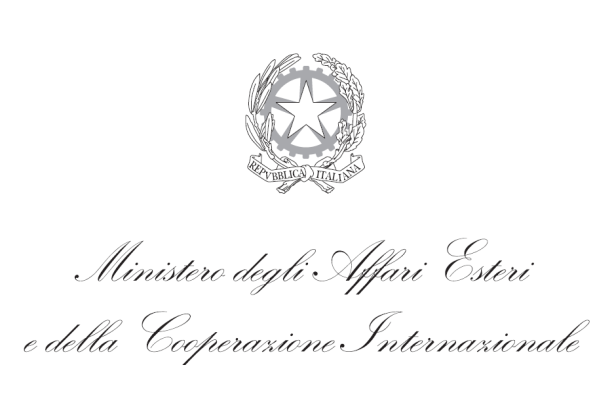 REPVBBLICA ITALIANA
Ministero degli Affari Esteri
e della Cooperazione Internazionale